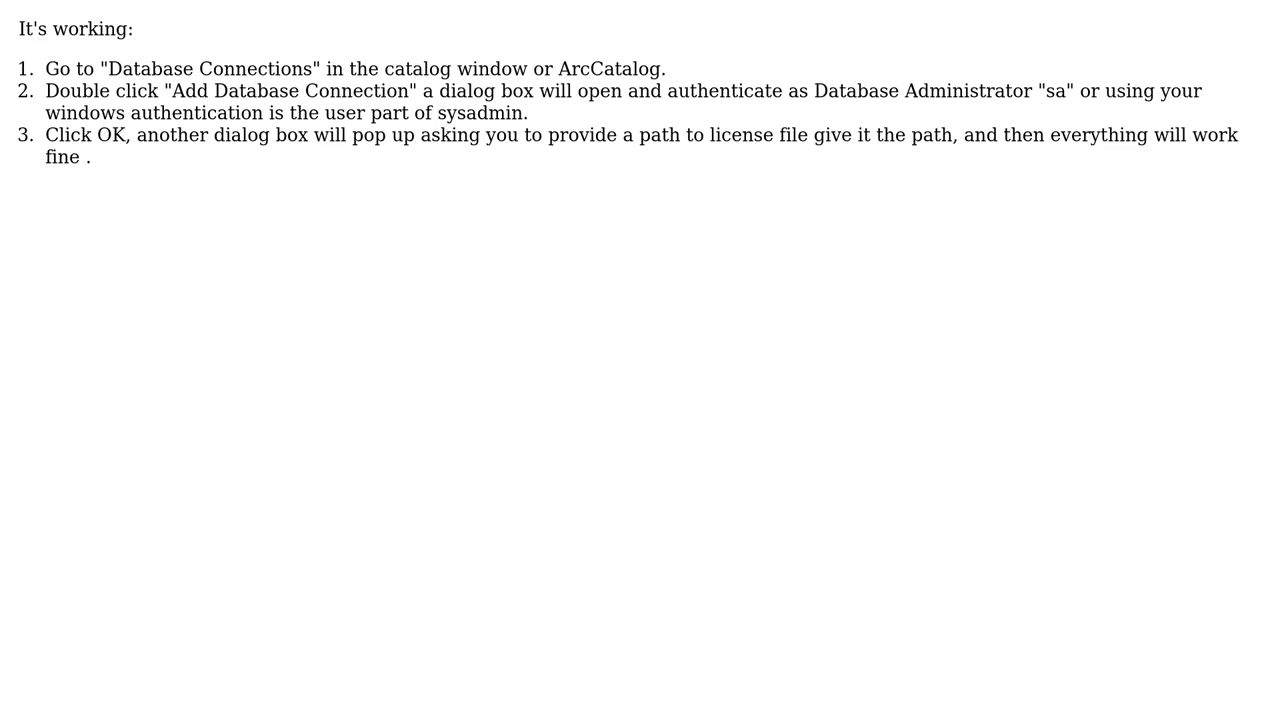 It's working:
1. Go to "Database Connections" in the catalog window or ArcCatalog.
2. Double click "Add Database Connection" a dialog box will open and authenticate as Database Administrator "sa" or using your
windows authentication is the user part of sysadmin.
3. Click OK, another dialog box will pop up asking you to provide a path to license file give it the path, and then everything will work
fine .